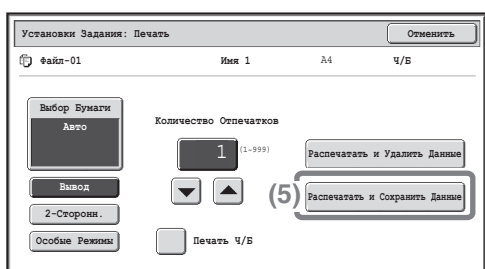 Установки Задания: Печать
Отменить
Файл-01 Имя 1 A4 Ч/Б
Выбор Бумаги
Авто
Количество Отпечатков
1 (1~999)
Распечатать и Удалить Данные
Вывод
(5) Распечатать и Сохранить Данные
2-Сторонн.
Особые Режимы
Печать Ч/Б